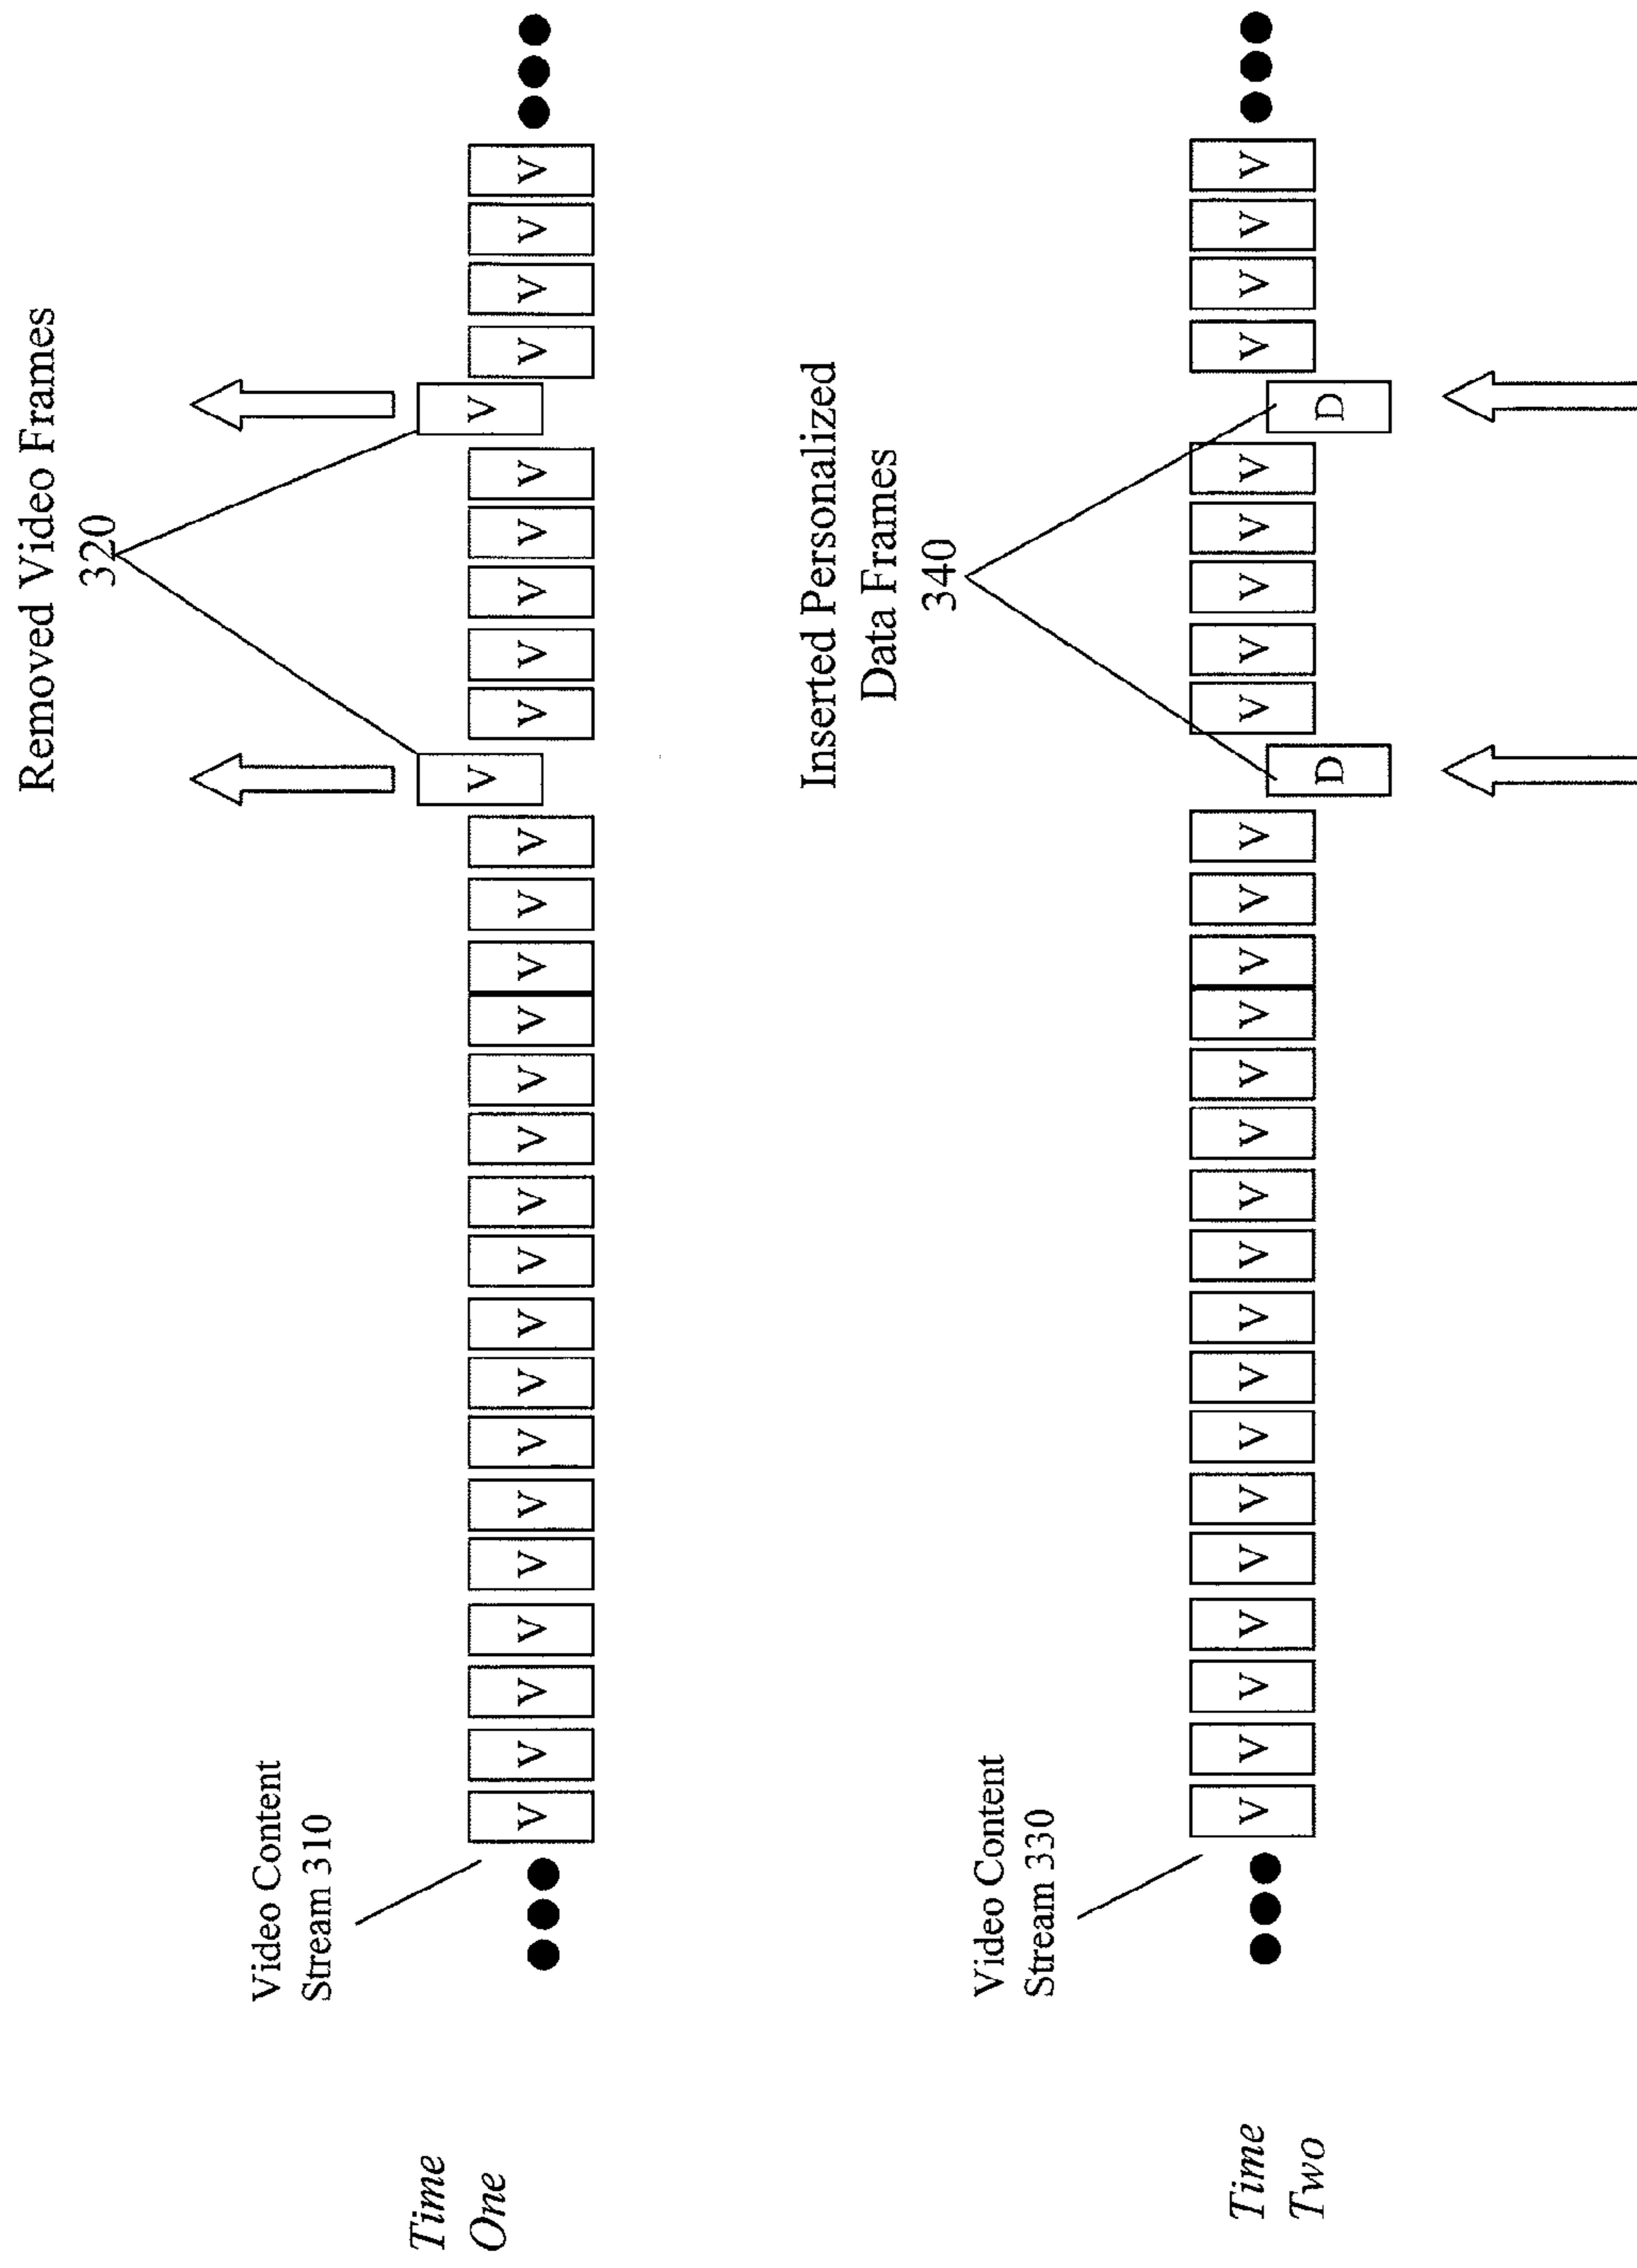 Removed Video Frames
320
Video Content
Stream 310
Time
One
V V V V V V V V V V V V V V V V V V V V V V V V V V V V
Inserted Personalized
Data Frames
340
Video Content
Stream 330
Time
Two
V V V V V V V V V V V V V V V V V D V V V V V D V V V V